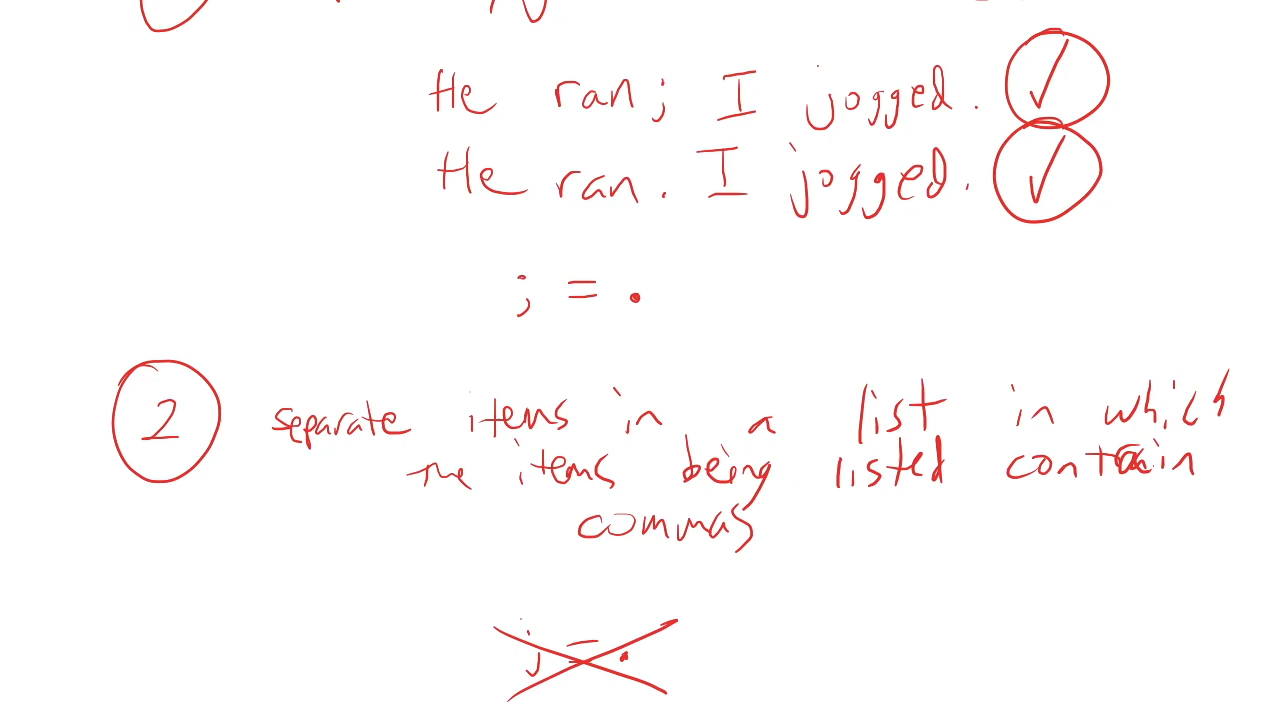 He ran; I jogged. ✓
He ran. I jogged. ✓
; = .
2 separate items in a list in which
the items being listed contain
commas
; = .